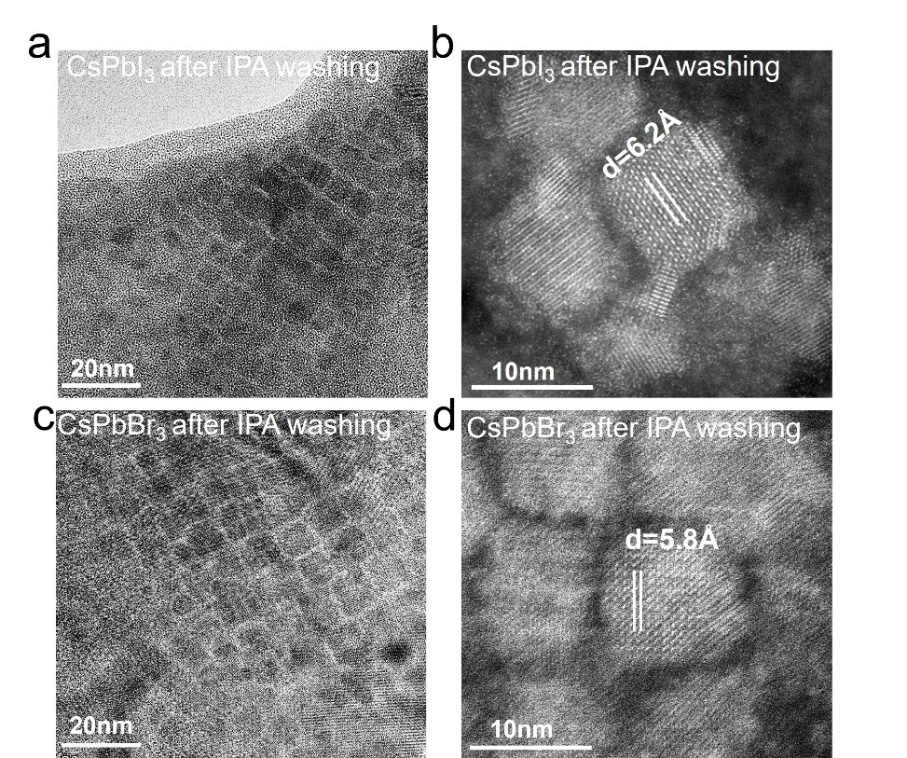 a
CsPbI₃ after IPA washing
20nm
b
CsPbI₃ after IPA washing
d=6.2Å
10nm
c
CsPbBr₃ after IPA washing
20nm
d
CsPbBr₃ after IPA washing
d=5.8Å
10nm